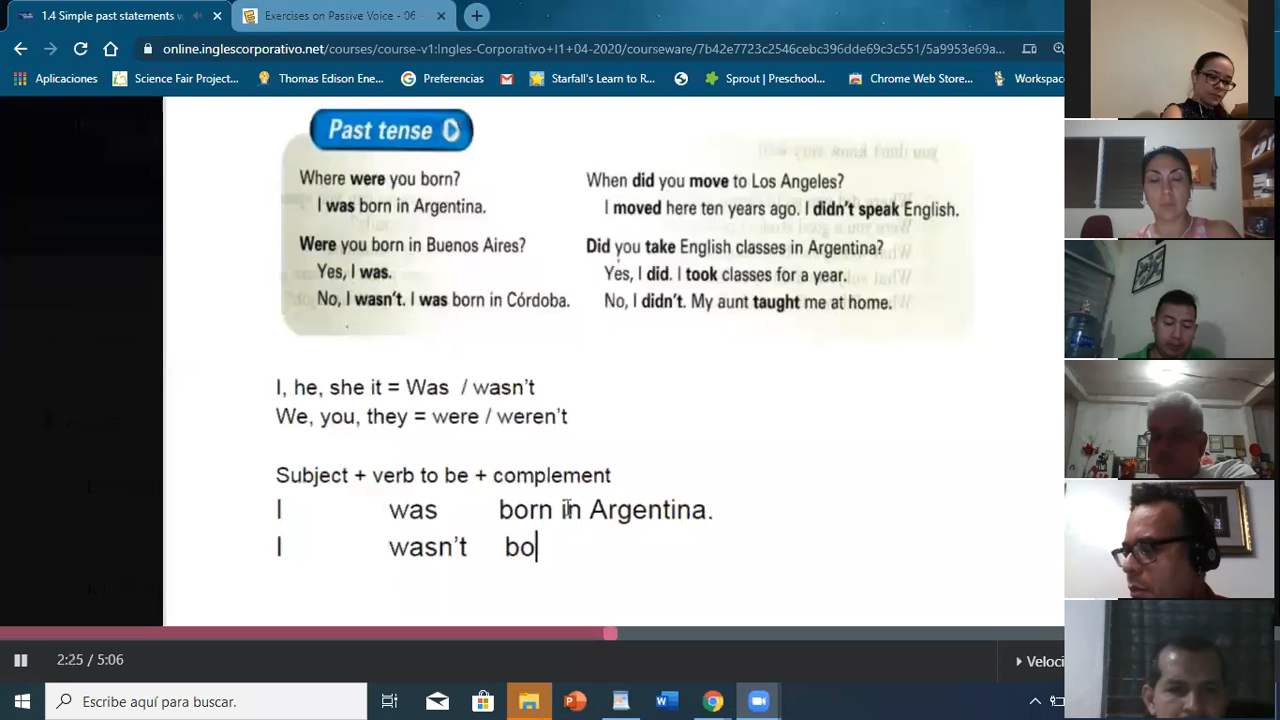 1.4 Simple past statements w
Exercises on Passive Voice - 06
online.inglescorporativo.net/courses/course-v1:Ingles-Corporativo+I1+04-2020/courseware/7b42e7723c2546cebc396dde69c3c551/5a9953e69a...
Aplicaciones
Science Fair Project...
Thomas Edison Ene...
Preferencias
Starfall's Learn to R...
Sprout | Preschool...
Chrome Web Store...
Workspac
Past tense
Where were you born?
I was born in Argentina.
Were you born in Buenos Aires?
Yes, I was.
No, I wasn't. I was born in Córdoba.
When did you move to Los Angeles?
I moved here ten years ago. I didn't speak English.
Did you take English classes in Argentina?
Yes, I did. I took classes for a year.
No, I didn't. My aunt taught me at home.
I, he, she it = Was / wasn't
We, you, they = were / weren't
Subject + verb to be + complement
I was born in Argentina.
I wasn't bo
2:25 / 5:06
Veloci
Escribe aquí para buscar.